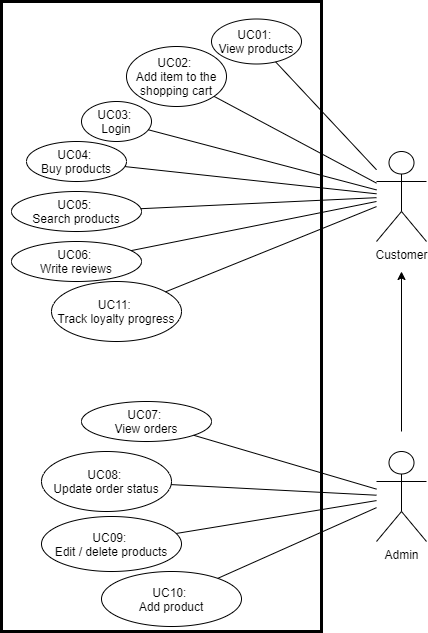 UC01:
View products
UC02:
Add item to the
shopping cart
UC03:
Login
UC04:
Buy products
UC05:
Search products
UC06:
Write reviews
UC11:
Track loyalty progress
Customer
UC07:
View orders
UC08:
Update order status
UC09:
Edit / delete products
UC10:
Add product
Admin